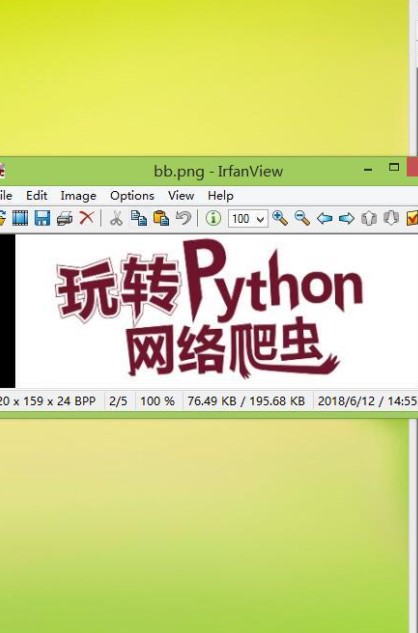 bb.png - IrfanView
ile Edit Image Options View Help
100
玩转Python
网络爬虫
20 x 159 x 24 BPP 2/5 100 % 76.49 KB / 195.68 KB 2018/6/12 / 14:55